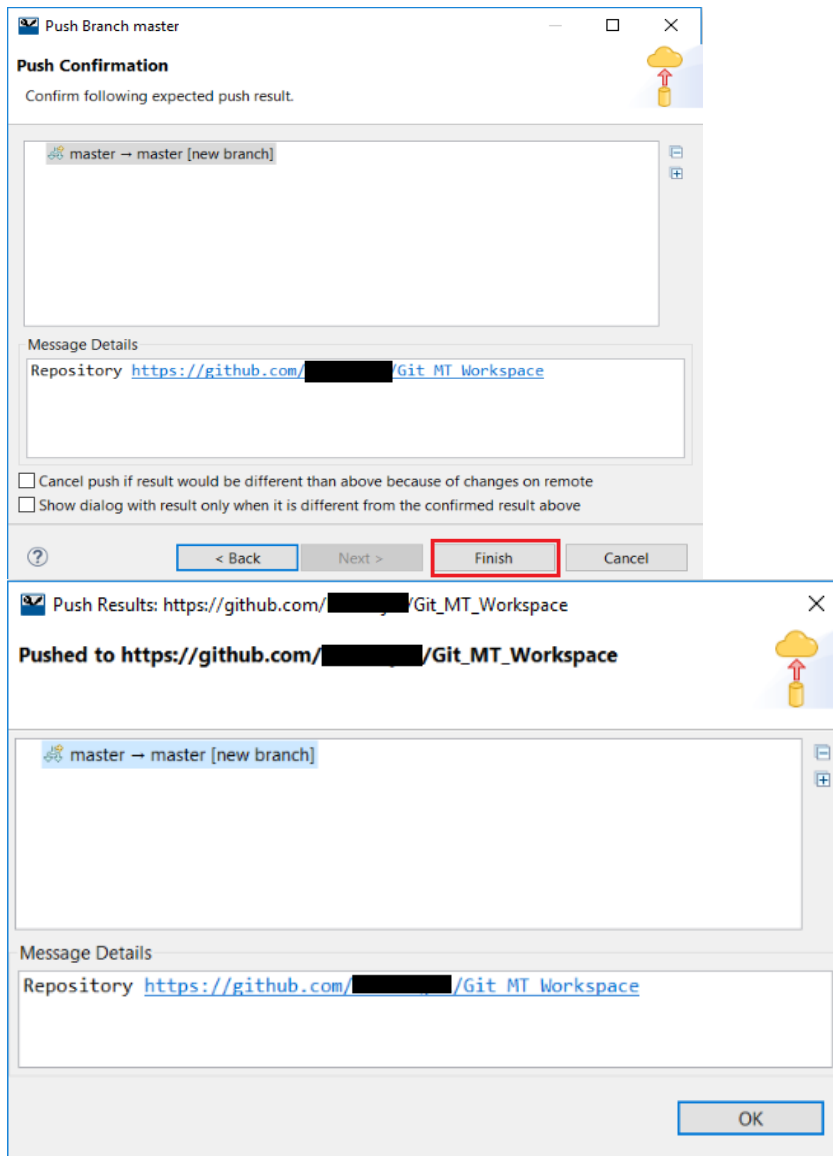 Push Branch master
Push Confirmation
Confirm following expected push result.
master → master [new branch]
Message Details
Repository https://github.com/ /Git_MT_Workspace
Cancel push if result would be different than above because of changes on remote
Show dialog with result only when it is different from the confirmed result above
< Back Next > Finish Cancel
Push Results: https://github.com/ /Git_MT_Workspace
Pushed to https://github.com/ /Git_MT_Workspace
master → master [new branch]
Message Details
Repository https://github.com/ /Git_MT_Workspace
OK